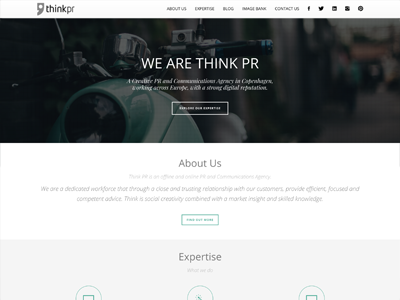 thinkpr
ABOUT US EXPERTISE BLOG IMAGE BANK CONTACT US
WE ARE THINK PR
A Creative PR and Communications Agency in Copenhagen,
working across Europe, with a strong digital reputation.
EXPLORE OUR EXPERTISE
About Us
Think PR is an offline and online PR and Communications Agency
We are a dedicated workforce that through a close and trusting relationship with our customers, provide efficient, focused and
competent advice. Think is social creativity combined with a market insight and skilled knowledge.
FIND OUT MORE
Expertise
What we do